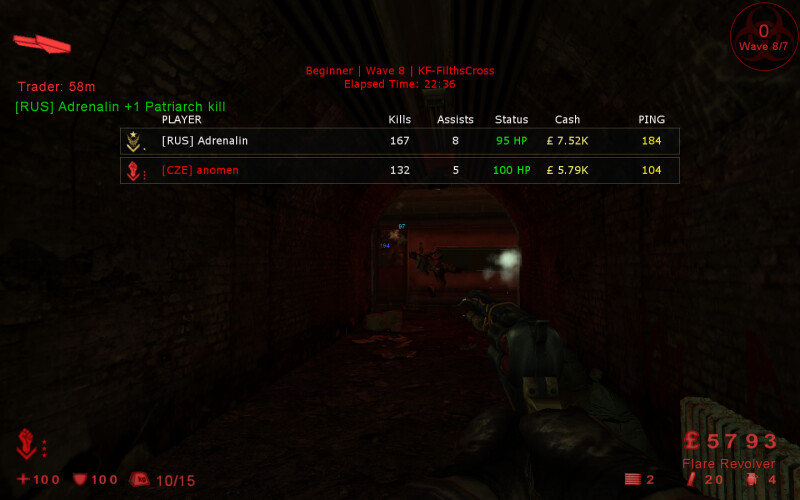 0
Wave 8/7
Beginner | Wave 8 | KF-FilthsCross
Elapsed Time: 22:36
Trader: 58m
[RUS] Adrenalin +1 Patriarch kill
PLAYER Kills Assists Status Cash PING
[RUS] Adrenalin 167 8 95 HP £ 7.52K 184
[CZE] anomen 132 5 100 HP £ 5.79K 104
97
194
£5793
Flare Revolver
100 100 10/15 2 20 4